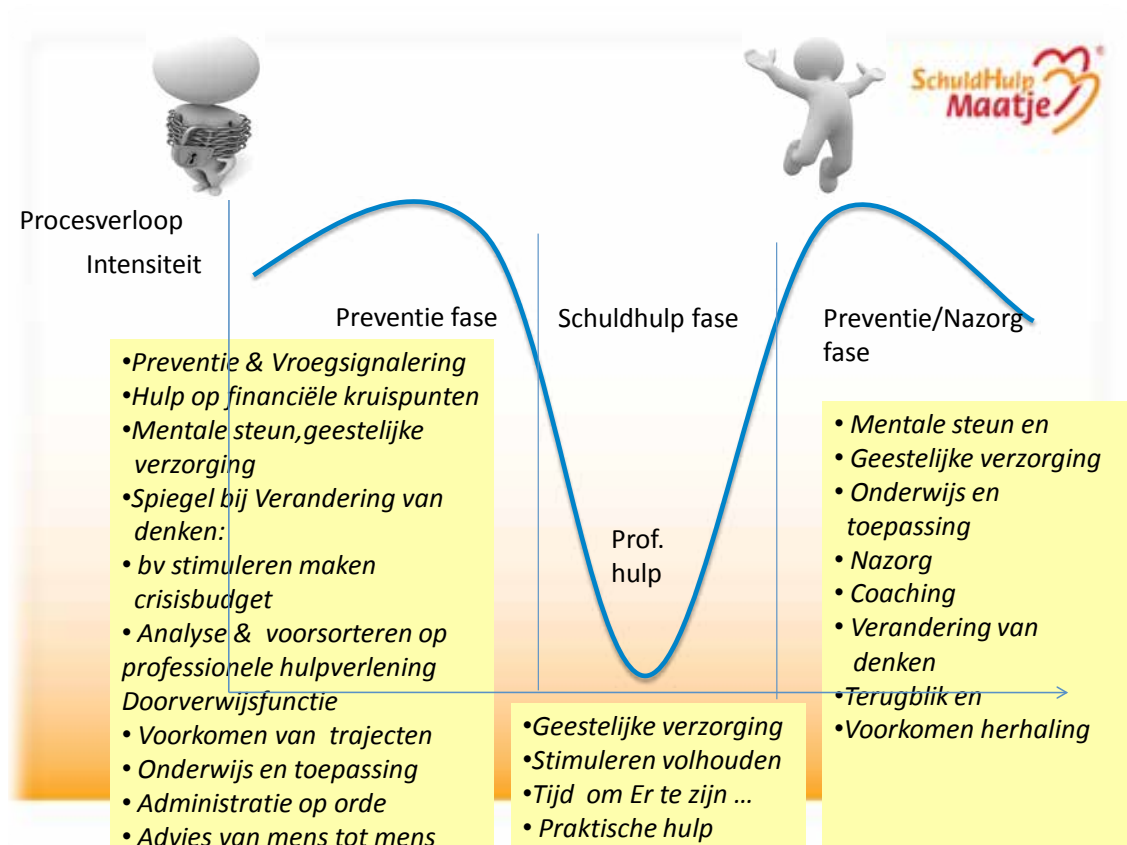 SchuldHulp
Maatje
Procesverloop
Intensiteit
Preventie fase
Schuldhulp fase
Preventie/Nazorg
fase
•Preventie & Vroegsignalering
•Hulp op financiële kruispunten
•Mentale steun,geestelijke
verzorging
•Spiegel bij Verandering van
denken:
• bv stimuleren maken
crisisbudget
• Analyse & voorsorteren op
professionele hulpverlening
Doorverwijsfunctie
• Voorkomen van trajecten
• Onderwijs en toepassing
• Administratie op orde
• Advies van mens tot mens
Prof.
hulp
•Geestelijke verzorging
•Stimuleren volhouden
•Tijd om Er te zijn …
• Praktische hulp
• Mentale steun en
• Geestelijke verzorging
• Onderwijs en
toepassing
• Nazorg
• Coaching
• Verandering van
denken
•Terugblik en
•Voorkomen herhaling